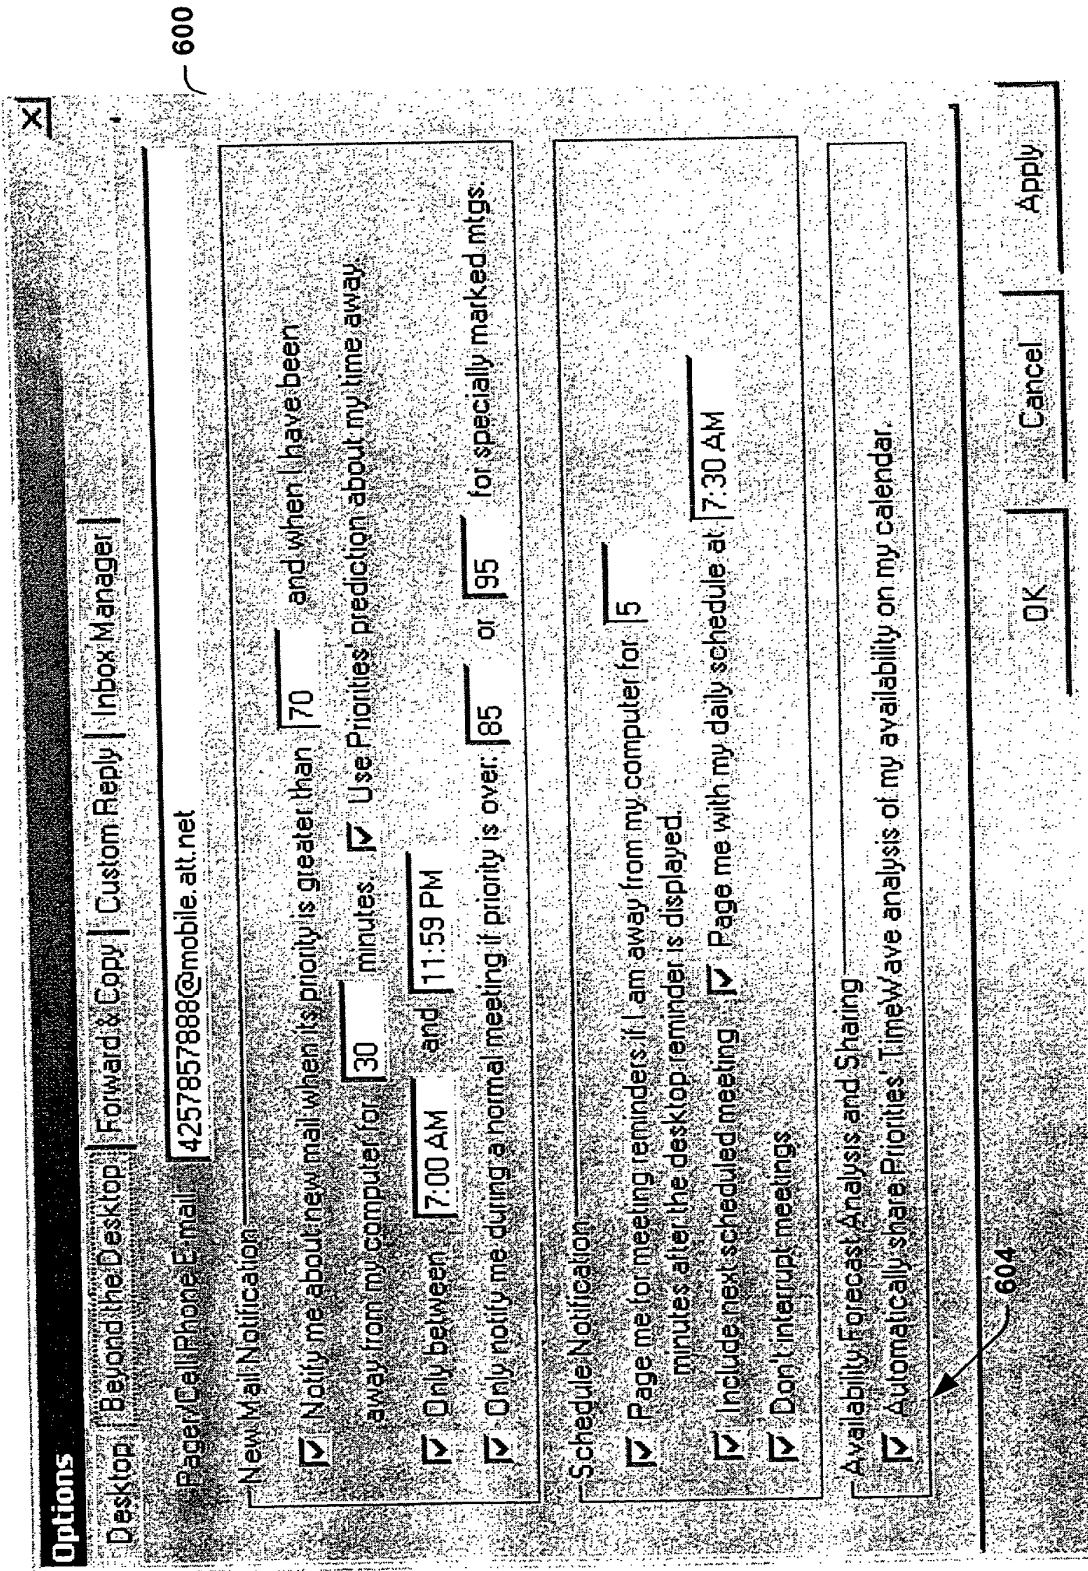 600
Options
Desktop Beyond the Desktop Forward & Copy Custom Reply Inbox Manager
Pager/Cell Phone E-mail 4257857888@mobile.att.net
New Mail Notification
Notify me about new mail when its priority is greater than 70 and when I have been
away from my computer for 30 minutes. Use Priorities' prediction about my time away.
Only between 7:00 AM and 11:59 PM
Only notify me during a normal meeting if priority is over: 85 or 95 for specially marked mtgs.
Schedule Notification
Page me for meeting reminders if I am away from my computer for 5
minutes after the desktop reminder is displayed.
Include next scheduled meeting Page me with my daily schedule at 7:30 AM
Don't interrupt meetings
Availability Forecast Analysis and Sharing
Automatically share Priorities' TimeWave analysis of my availability on my calendar.
604
OK Cancel Apply